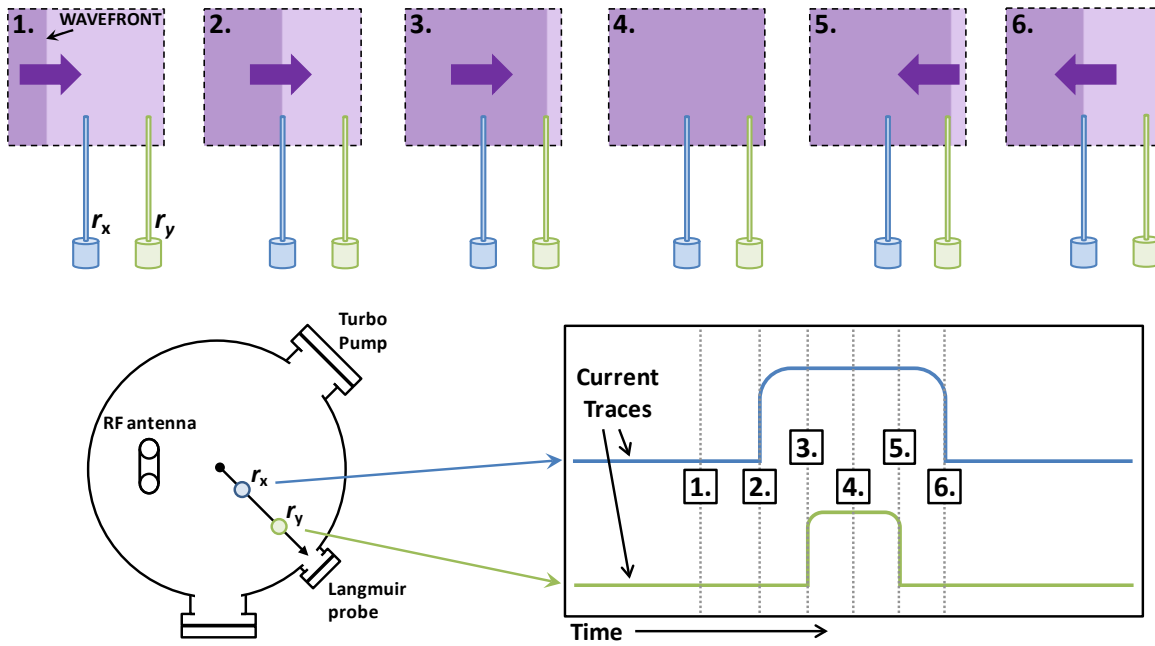 1.
WAVEFRONT
2.
3.
4.
5.
6.
rx
ry
Turbo
Pump
RF antenna
rx
ry
Langmuir
probe
Current
Traces
1.
2.
3.
4.
5.
6.
Time